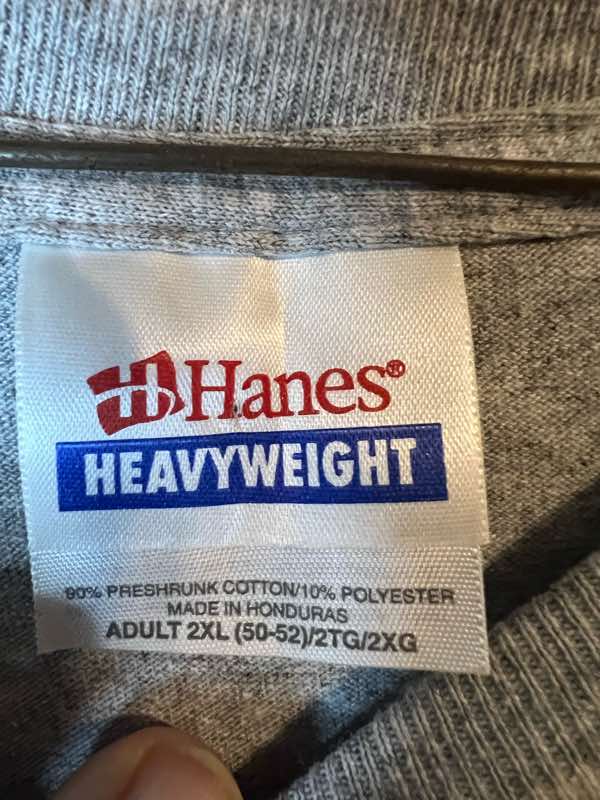 Hanes®
HEAVYWEIGHT
90% PRESHRUNK COTTON/10% POLYESTER
MADE IN HONDURAS
ADULT 2XL (50-52)/2TG/2XG